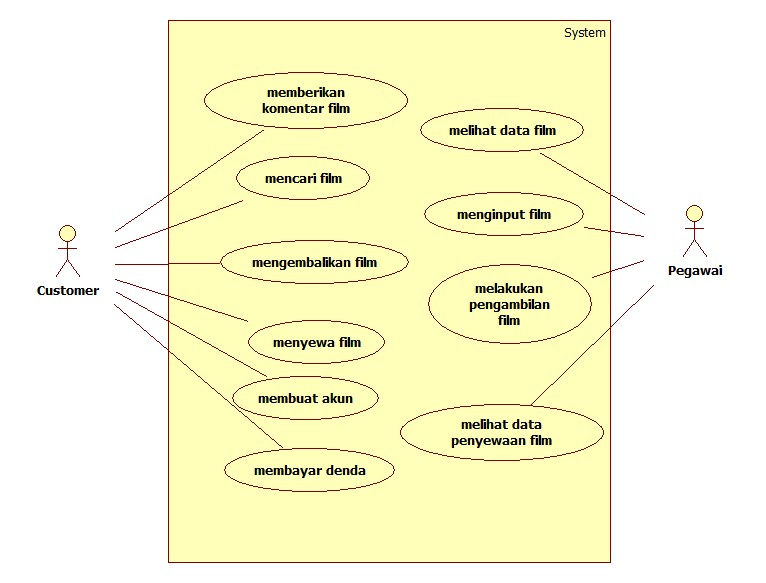 System
memberikan
komentar film
melihat data film
mencari film
menginput film
mengembalikan film
Customer
Pegawai
melakukan
pengambilan
film
menyewa film
membuat akun
melihat data
penyewaan film
membayar denda